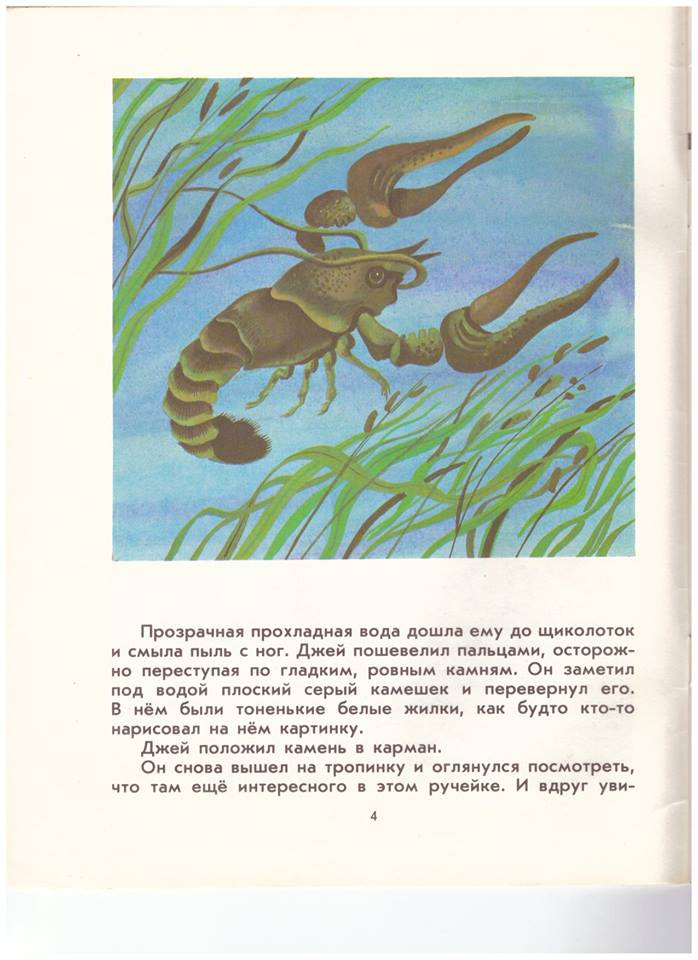 Прозрачная прохладная вода дошла ему до щиколоток
и смыла пыль с ног. Джей пошевелил пальцами, осторож-
но переступая по гладким, ровным камням. Он заметил
под водой плоский серый камешек и перевернул его.
В нём были тоненькие белые жилки, как будто кто-то
нарисовал на нём картинку.
Джей положил камень в карман.
Он снова вышел на тропинку и оглянулся посмотреть,
что там ещё интересного в этом ручейке. И вдруг уви-
4